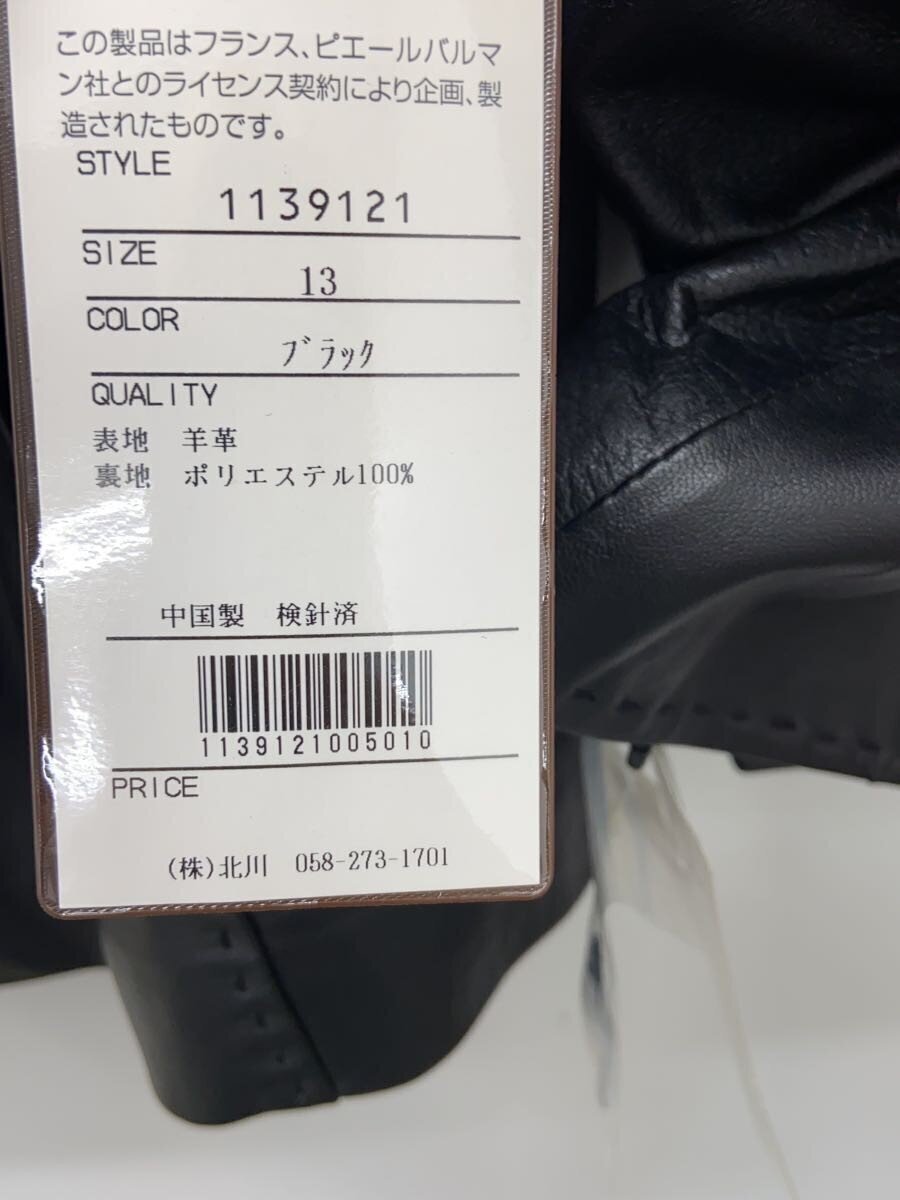 この製品はフランス、ピエールバルマ
ン社とのライセンス契約により企画、製
造されたものです。
STYLE
1139121
SIZE
13
COLOR
ブラック
QUALITY
表地 羊革
裏地 ポリエステル100%
中国製 検針済
1139121005010
PRICE
(株)北川 058-273-1701